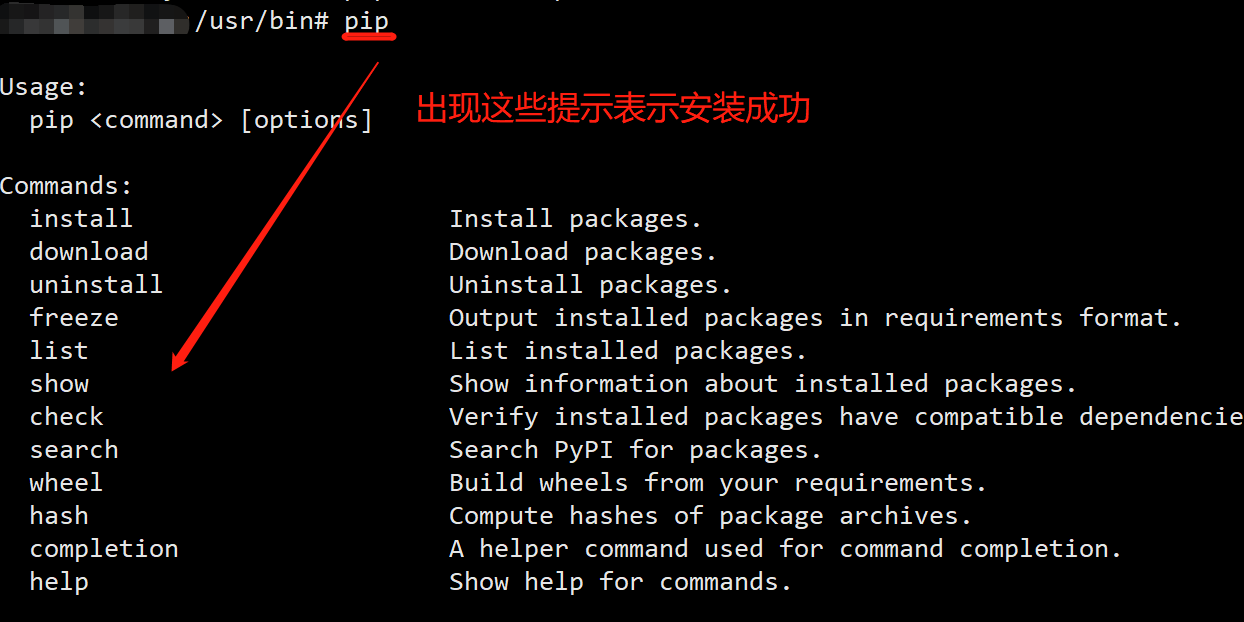 /usr/bin# pip
Usage:
pip <command> [options]
出现这些提示表示安装成功
Commands:
install Install packages.
download Download packages.
uninstall Uninstall packages.
freeze Output installed packages in requirements format.
list List installed packages.
show Show information about installed packages.
check Verify installed packages have compatible dependencie
search Search PyPI for packages.
wheel Build wheels from your requirements.
hash Compute hashes of package archives.
completion A helper command used for command completion.
help Show help for commands.